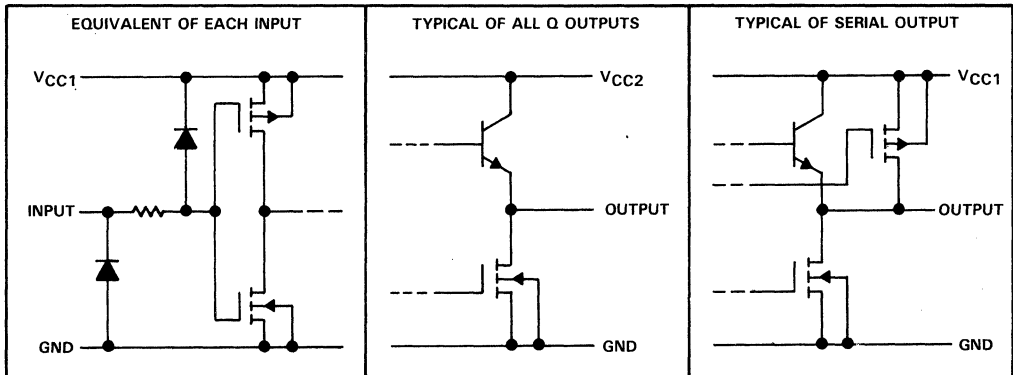 EQUIVALENT OF EACH INPUT
VCC1
INPUT
GND
TYPICAL OF ALL Q OUTPUTS
VCC2
OUTPUT
GND
TYPICAL OF SERIAL OUTPUT
VCC1
OUTPUT
GND